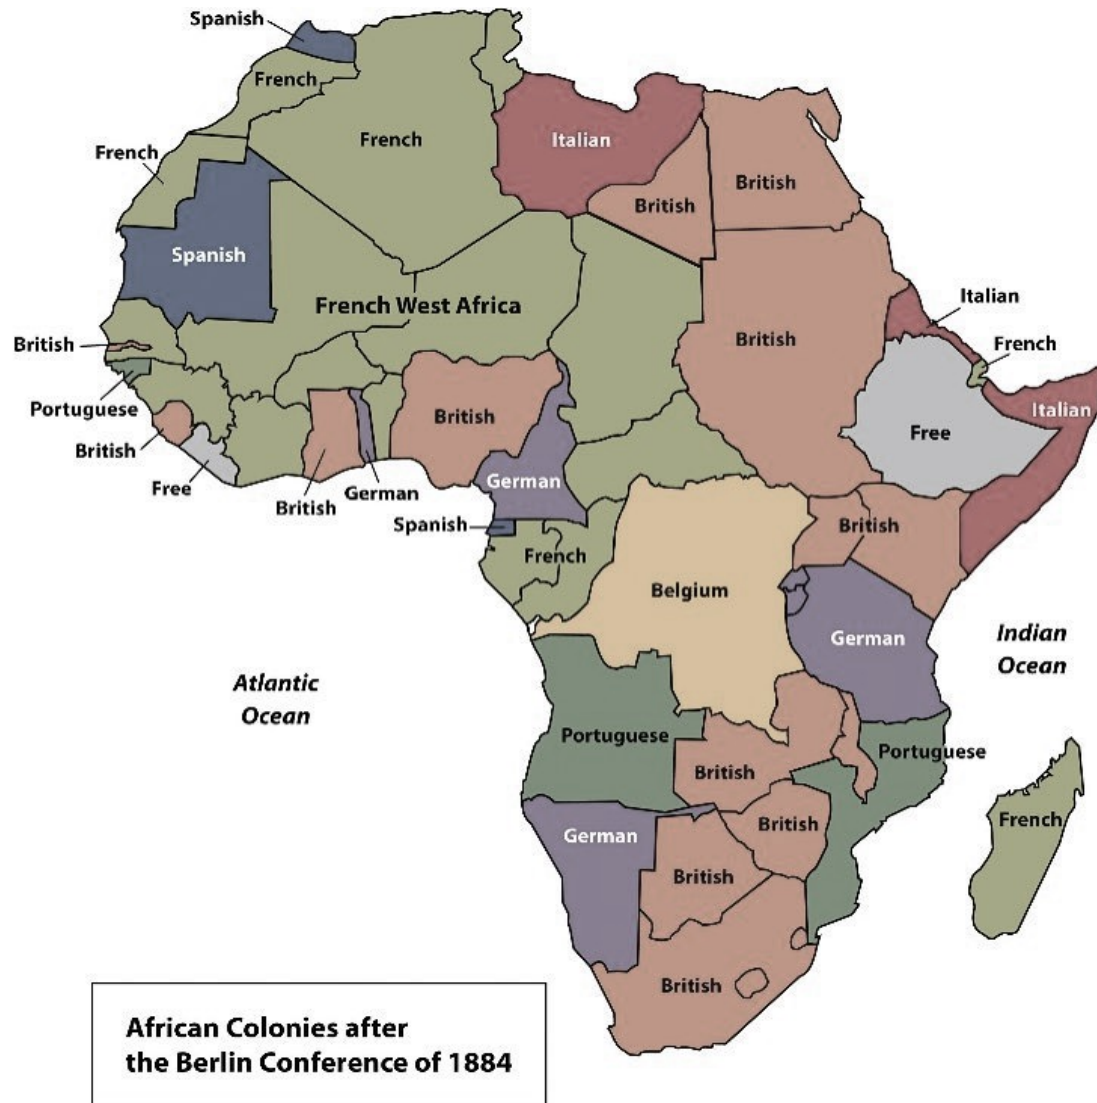 Spanish
French
French
Italian
French
British
British
Spanish
French West Africa
Italian
British
British
French
Portuguese
British
Italian
British
Free
Free
German
British
German
Spanish
British
French
Belgium
German
Indian
Ocean
Atlantic
Ocean
Portuguese
Portuguese
British
French
British
German
British
British
African Colonies after
the Berlin Conference of 1884